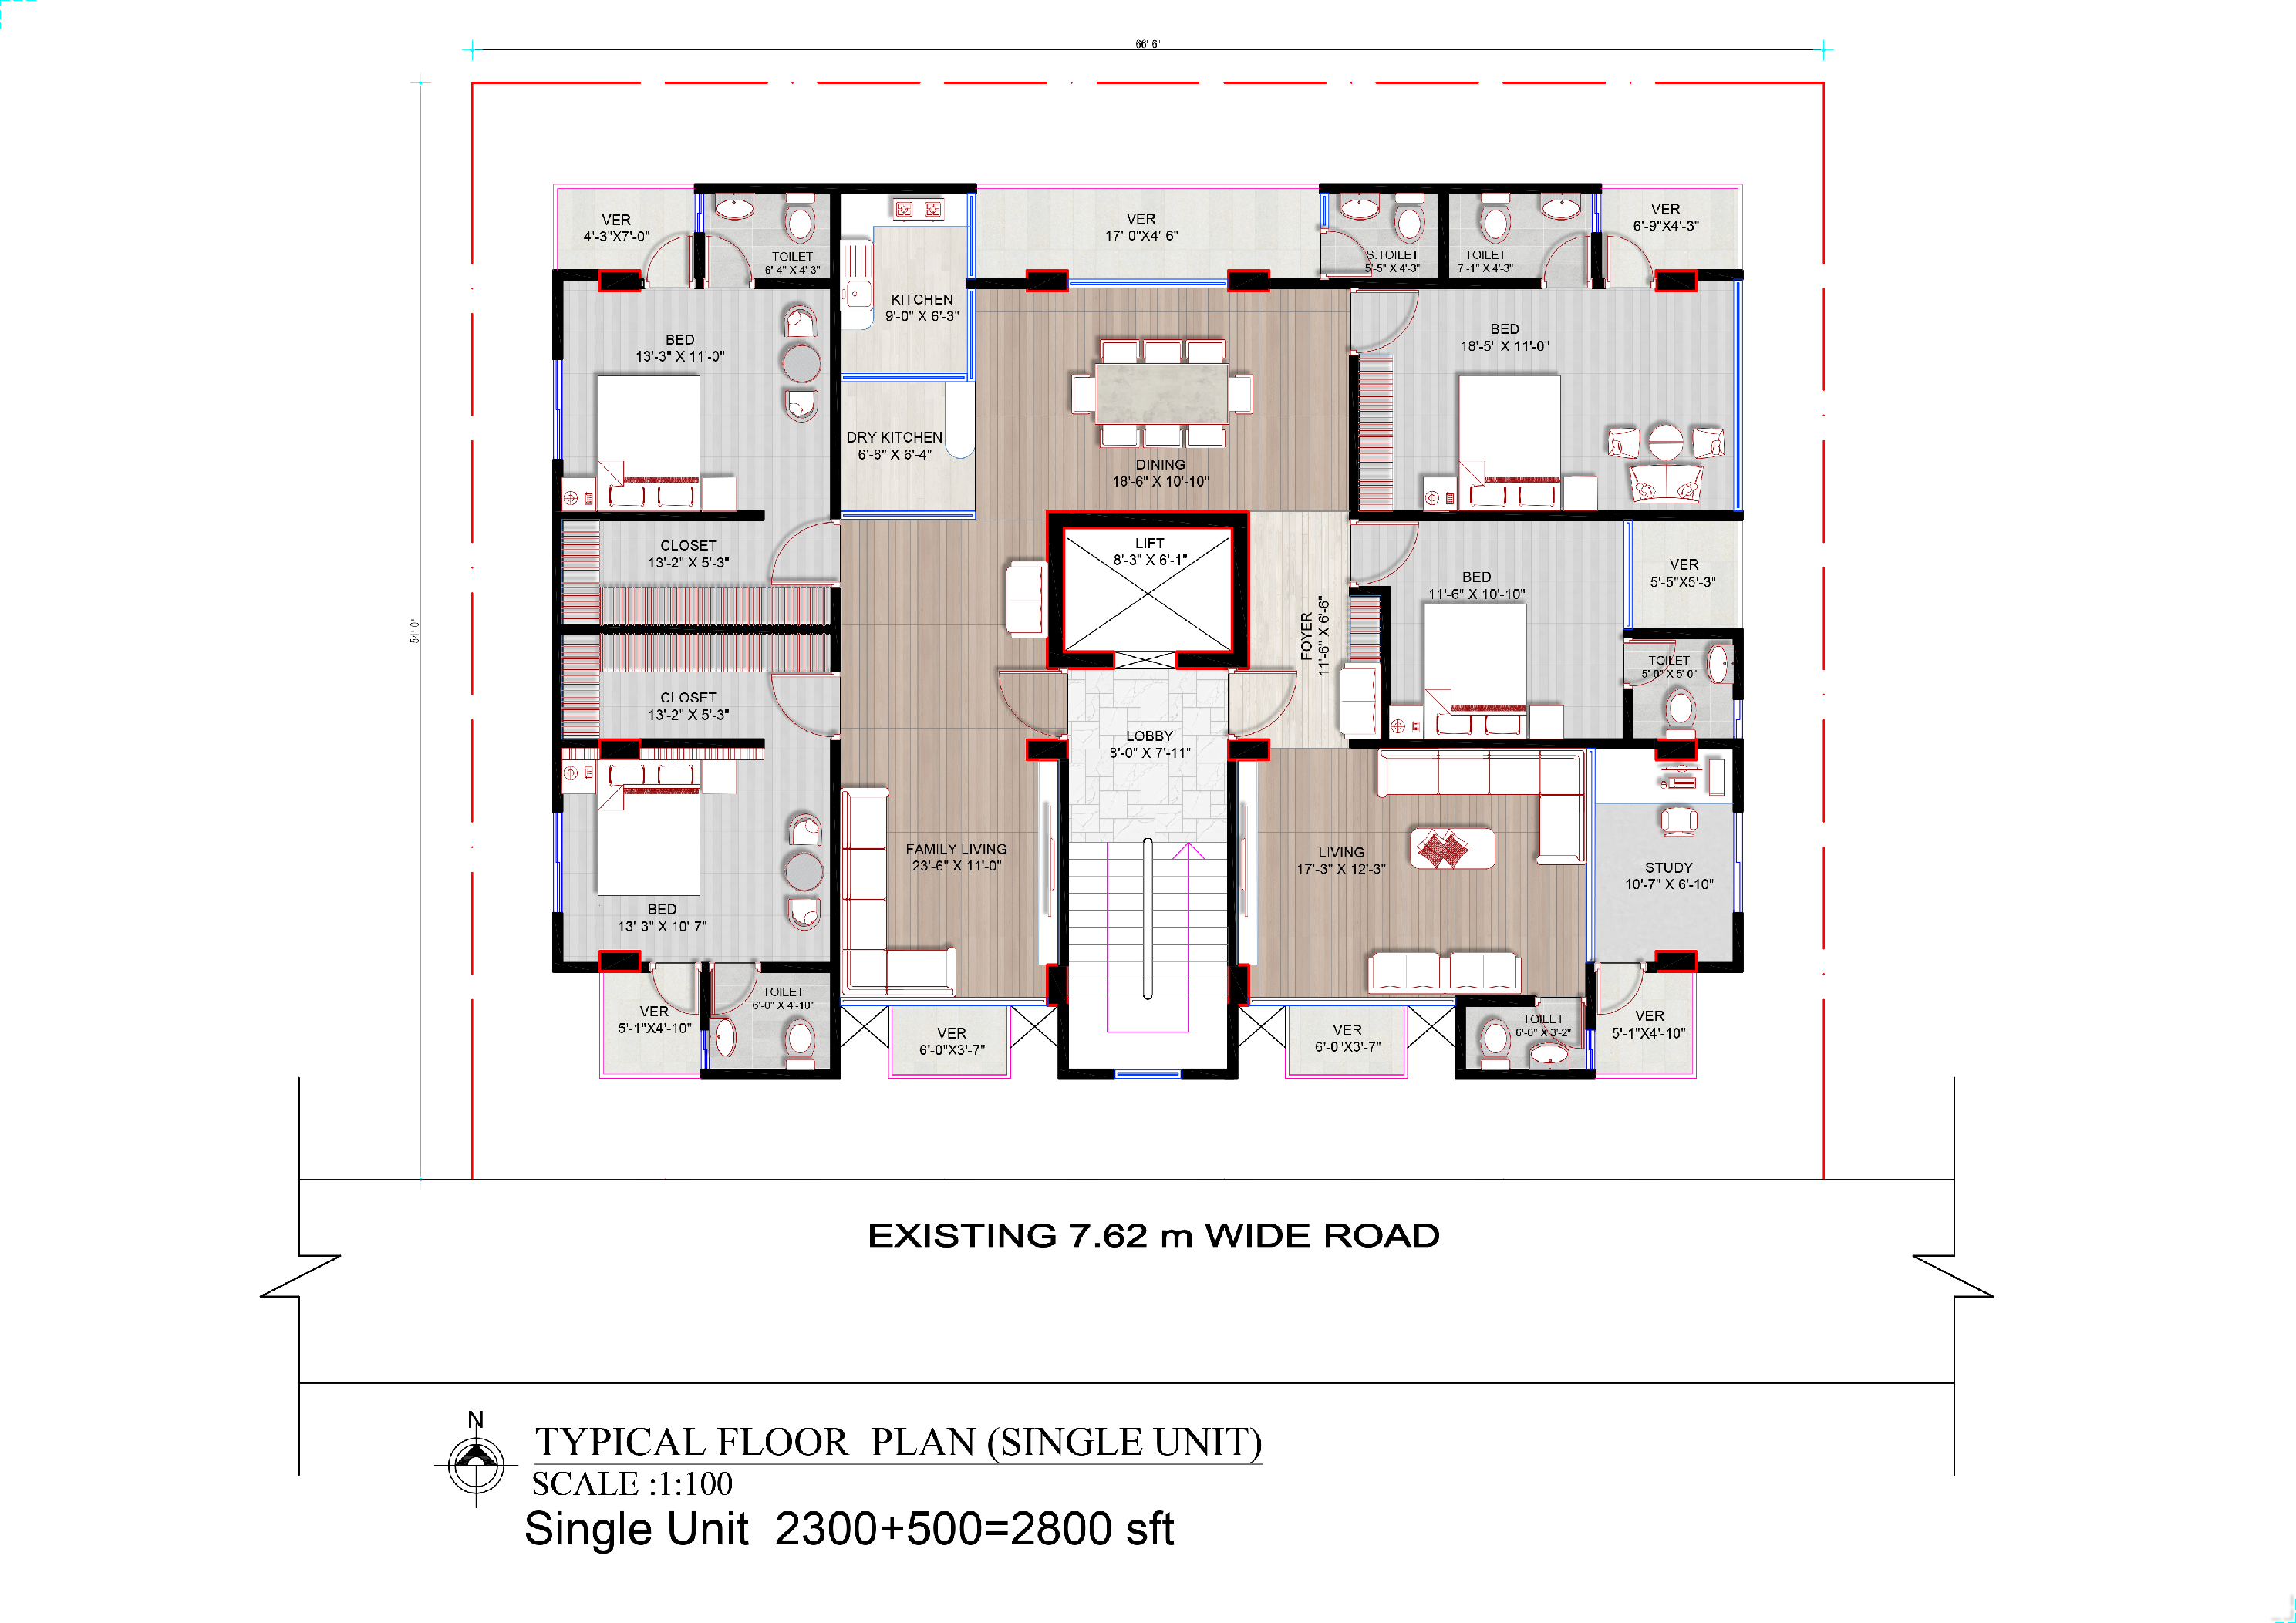 66'-6"
VER
4'-3"X7'-0"
TOILET
6'-4" X 4'-3"
VER
17'-0"X4'-6"
S.TOILET
5'-5" X 4'-3"
TOILET
7'-1" X 4'-3"
VER
6'-9"X4'-3"
KITCHEN
9'-0" X 6'-3"
BED
13'-3" X 11'-0"
BED
18'-5" X 11'-0"
DRY KITCHEN
6'-8" X 6'-4"
DINING
18'-6" X 10'-10"
CLOSET
13'-2" X 5'-3"
LIFT
8'-3" X 6'-1"
BED
11'-6" X 10'-10"
VER
5'-5"X5'-3"
54'-0"
FOYER
11'-6" X 6'-6"
TOILET
5'-0" X 5'-0"
CLOSET
13'-2" X 5'-3"
LOBBY
8'-0" X 7'-11"
FAMILY LIVING
23'-6" X 11'-0"
LIVING
17'-3" X 12'-3"
STUDY
10'-7" X 6'-10"
BED
13'-3" X 10'-7"
TOILET
6'-0" X 4'-10"
VER
5'-1"X4'-10"
VER
6'-0"X3'-7"
VER
6'-0"X3'-7"
TOILET
6'-0" X 3'-2"
VER
5'-1"X4'-10"
EXISTING 7.62 m WIDE ROAD
N
TYPICAL FLOOR PLAN (SINGLE UNIT)
SCALE :1:100
Single Unit 2300+500=2800 sft